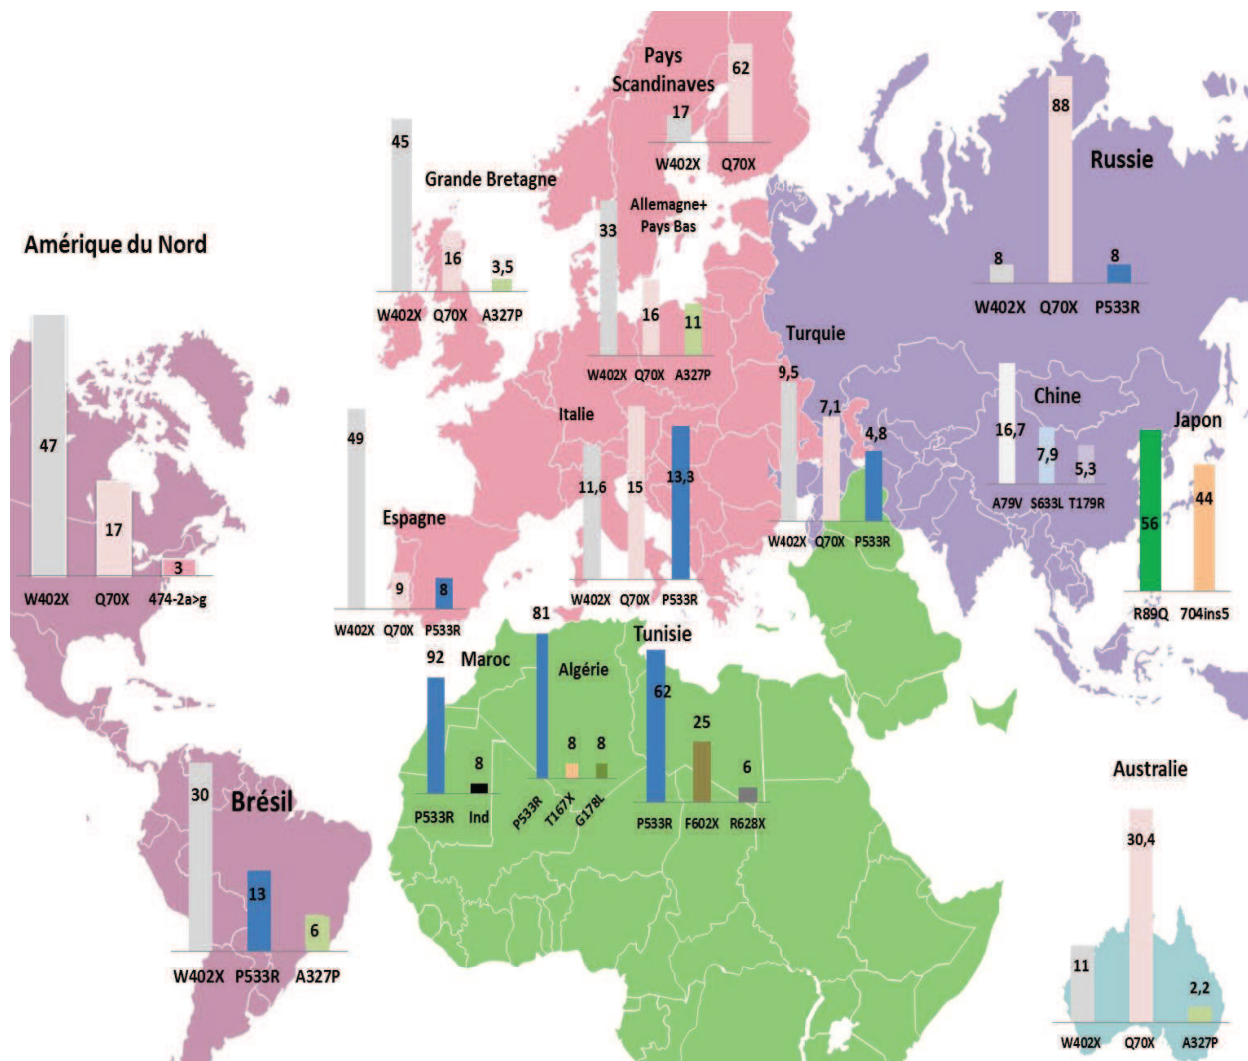 Amérique du Nord
47
17
3
W402X Q70X 474-2a>g
Grande Bretagne
45
16
3,5
W402X Q70X A327P
Pays
Scandinaves
17
62
W402X Q70X
Allemagne+
Pays Bas
33
16
11
W402X Q70X A327P
Russie
8
88
8
W402X Q70X P533R
Turquie
9,5
7,1
4,8
W402X Q70X P533R
Chine
16,7
7,9
5,3
A79V S633L T179R
Japon
56
44
R89Q 704ins5
Italie
11,6
15
13,3
W402X Q70X P533R
Espagne
49
9
8
W402X Q70X P533R
Maroc
92
8
P533R Ind
Algérie
81
8
8
P533R T167X G178L
Tunisie
62
25
6
P533R F602X R628X
Brésil
30
13
6
W402X P533R A327P
Australie
11
30,4
2,2
W402X Q70X A327P